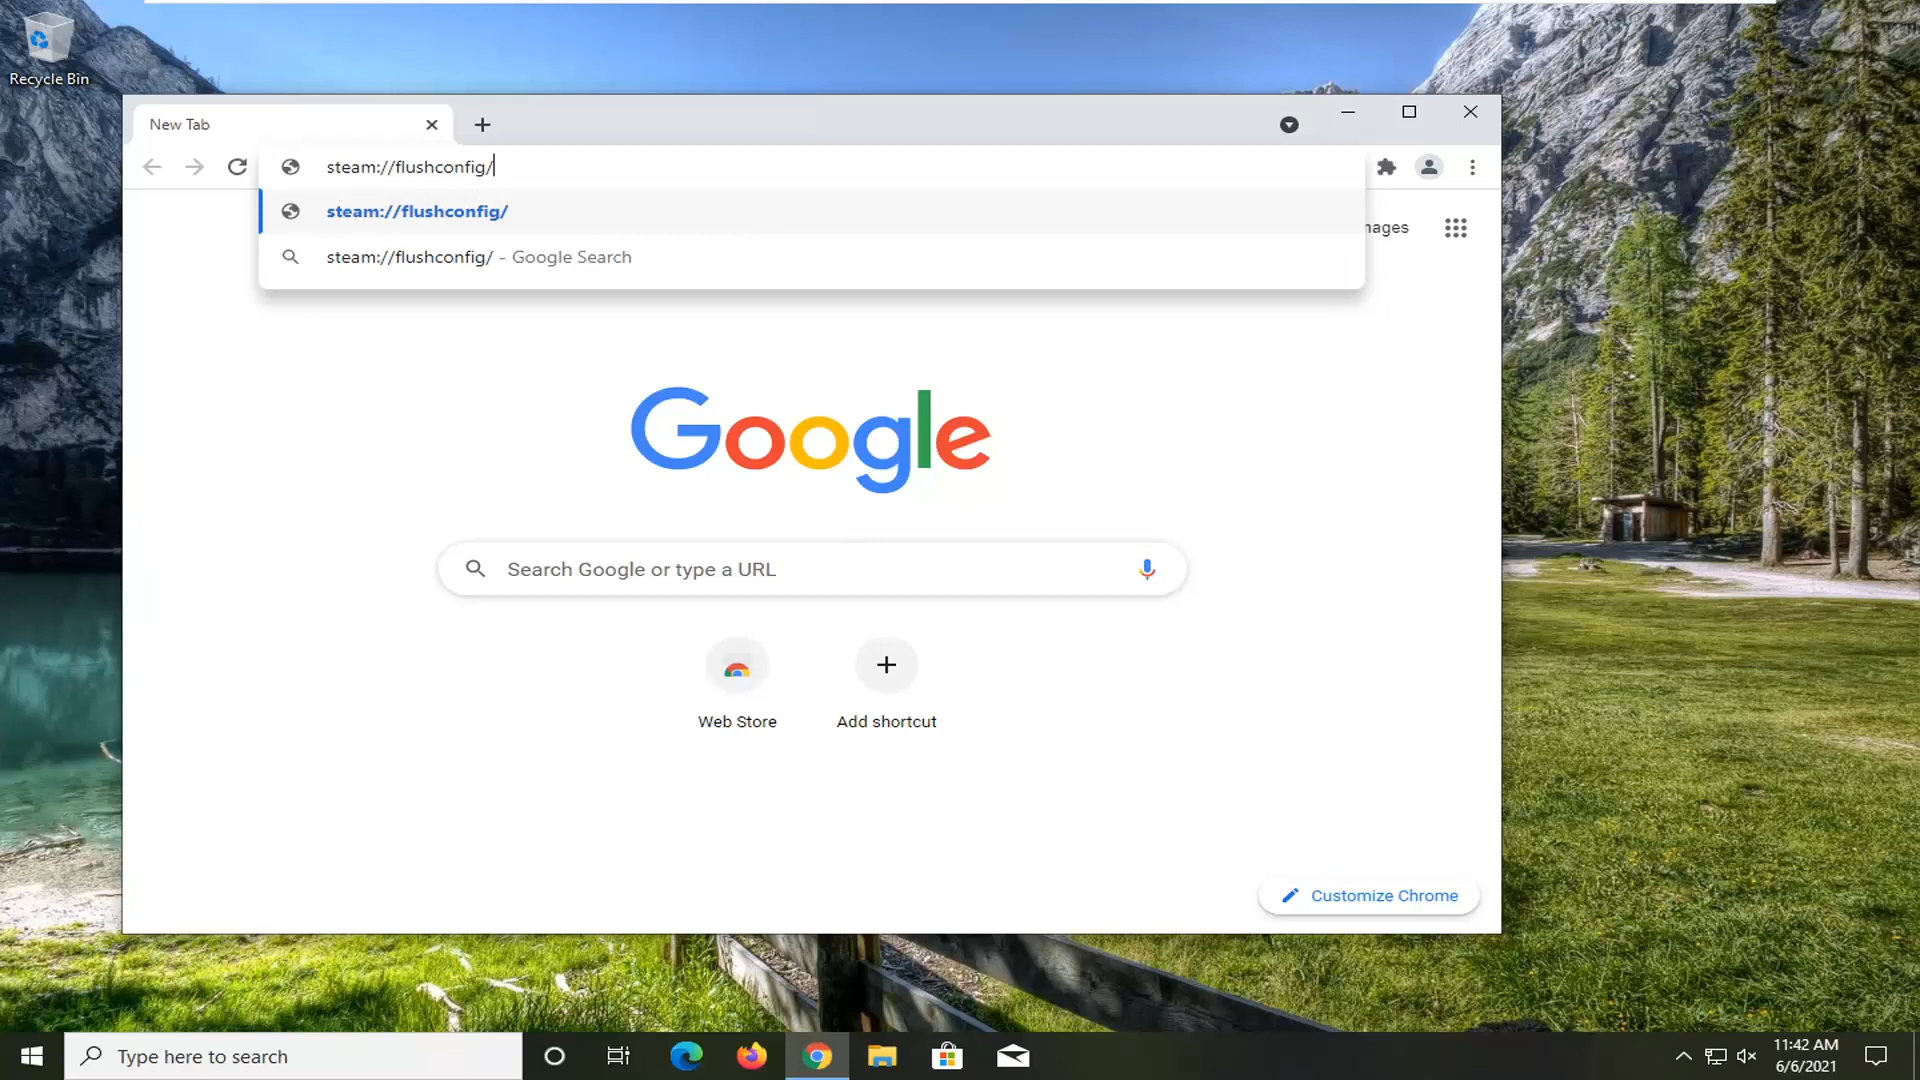 Recycle Bin
New Tab
steam://flushconfig/
steam://flushconfig/
steam://flushconfig/ - Google Search
Google
Search Google or type a URL
Web Store
Add shortcut
Customize Chrome
Type here to search
11:42 AM
6/6/2021